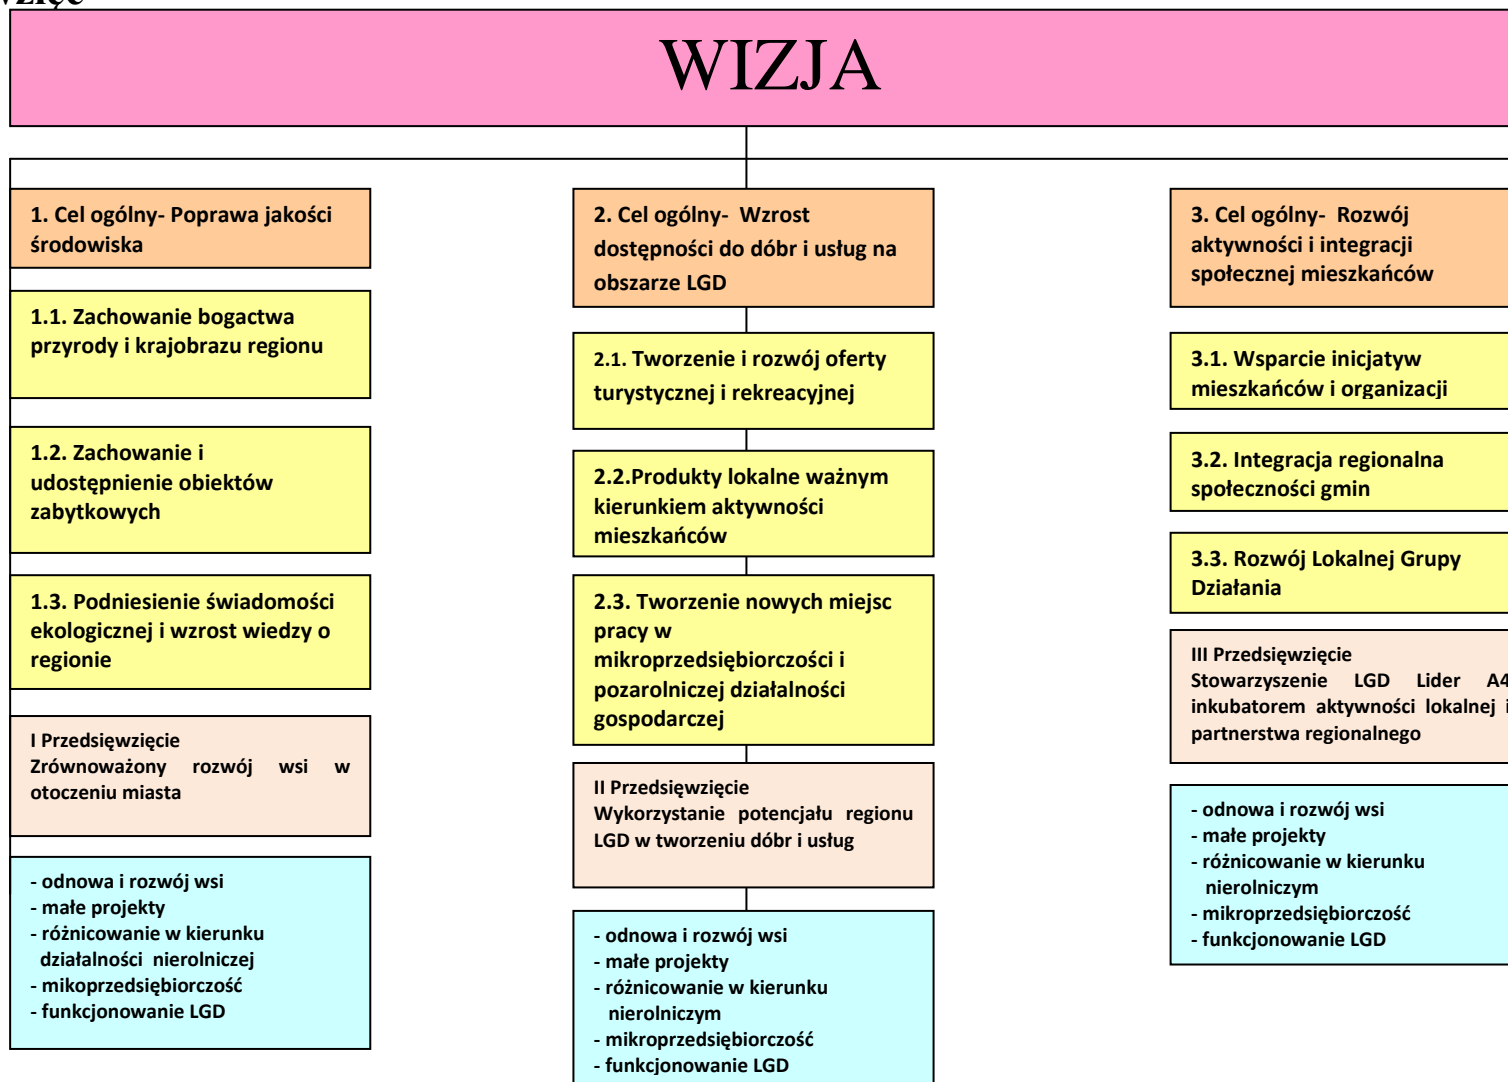 WIZJA
1. Cel ogólny- Poprawa jakości
środowiska
1.1. Zachowanie bogactwa
przyrody i krajobrazu regionu
1.2. Zachowanie i
udostępnienie obiektów
zabytkowych
1.3. Podniesienie świadomości
ekologicznej i wzrost wiedzy o
regionie
I Przedsięwzięcie
Zrównoważony rozwój wsi w
otoczeniu miasta
- odnowa i rozwój wsi
- małe projekty
- różnicowanie w kierunku
działalności nierolniczej
- mikoprzedsiębiorczość
- funkcjonowanie LGD
2. Cel ogólny- Wzrost
dostępności do dóbr i usług na
obszarze LGD
2.1. Tworzenie i rozwój oferty
turystycznej i rekreacyjnej
2.2.Produkty lokalne ważnym
kierunkiem aktywności
mieszkańców
2.3. Tworzenie nowych miejsc
pracy w
mikroprzedsiębiorczości i
pozarolniczej działalności
gospodarczej
II Przedsięwzięcie
Wykorzystanie potencjału regionu
LGD w tworzeniu dóbr i usług
- odnowa i rozwój wsi
- małe projekty
- różnicowanie w kierunku
nierolniczym
- mikroprzedsiębiorczość
- funkcjonowanie LGD
3. Cel ogólny- Rozwój
aktywności i integracji
społecznej mieszkańców
3.1. Wsparcie inicjatyw
mieszkańców i organizacji
3.2. Integracja regionalna
społeczności gmin
3.3. Rozwój Lokalnej Grupy
Działania
III Przedsięwzięcie
Stowarzyszenie LGD Lider A4
inkubatorem aktywności lokalnej i
partnerstwa regionalnego
- odnowa i rozwój wsi
- małe projekty
- różnicowanie w kierunku
nierolniczym
- mikroprzedsiębiorczość
- funkcjonowanie LGD